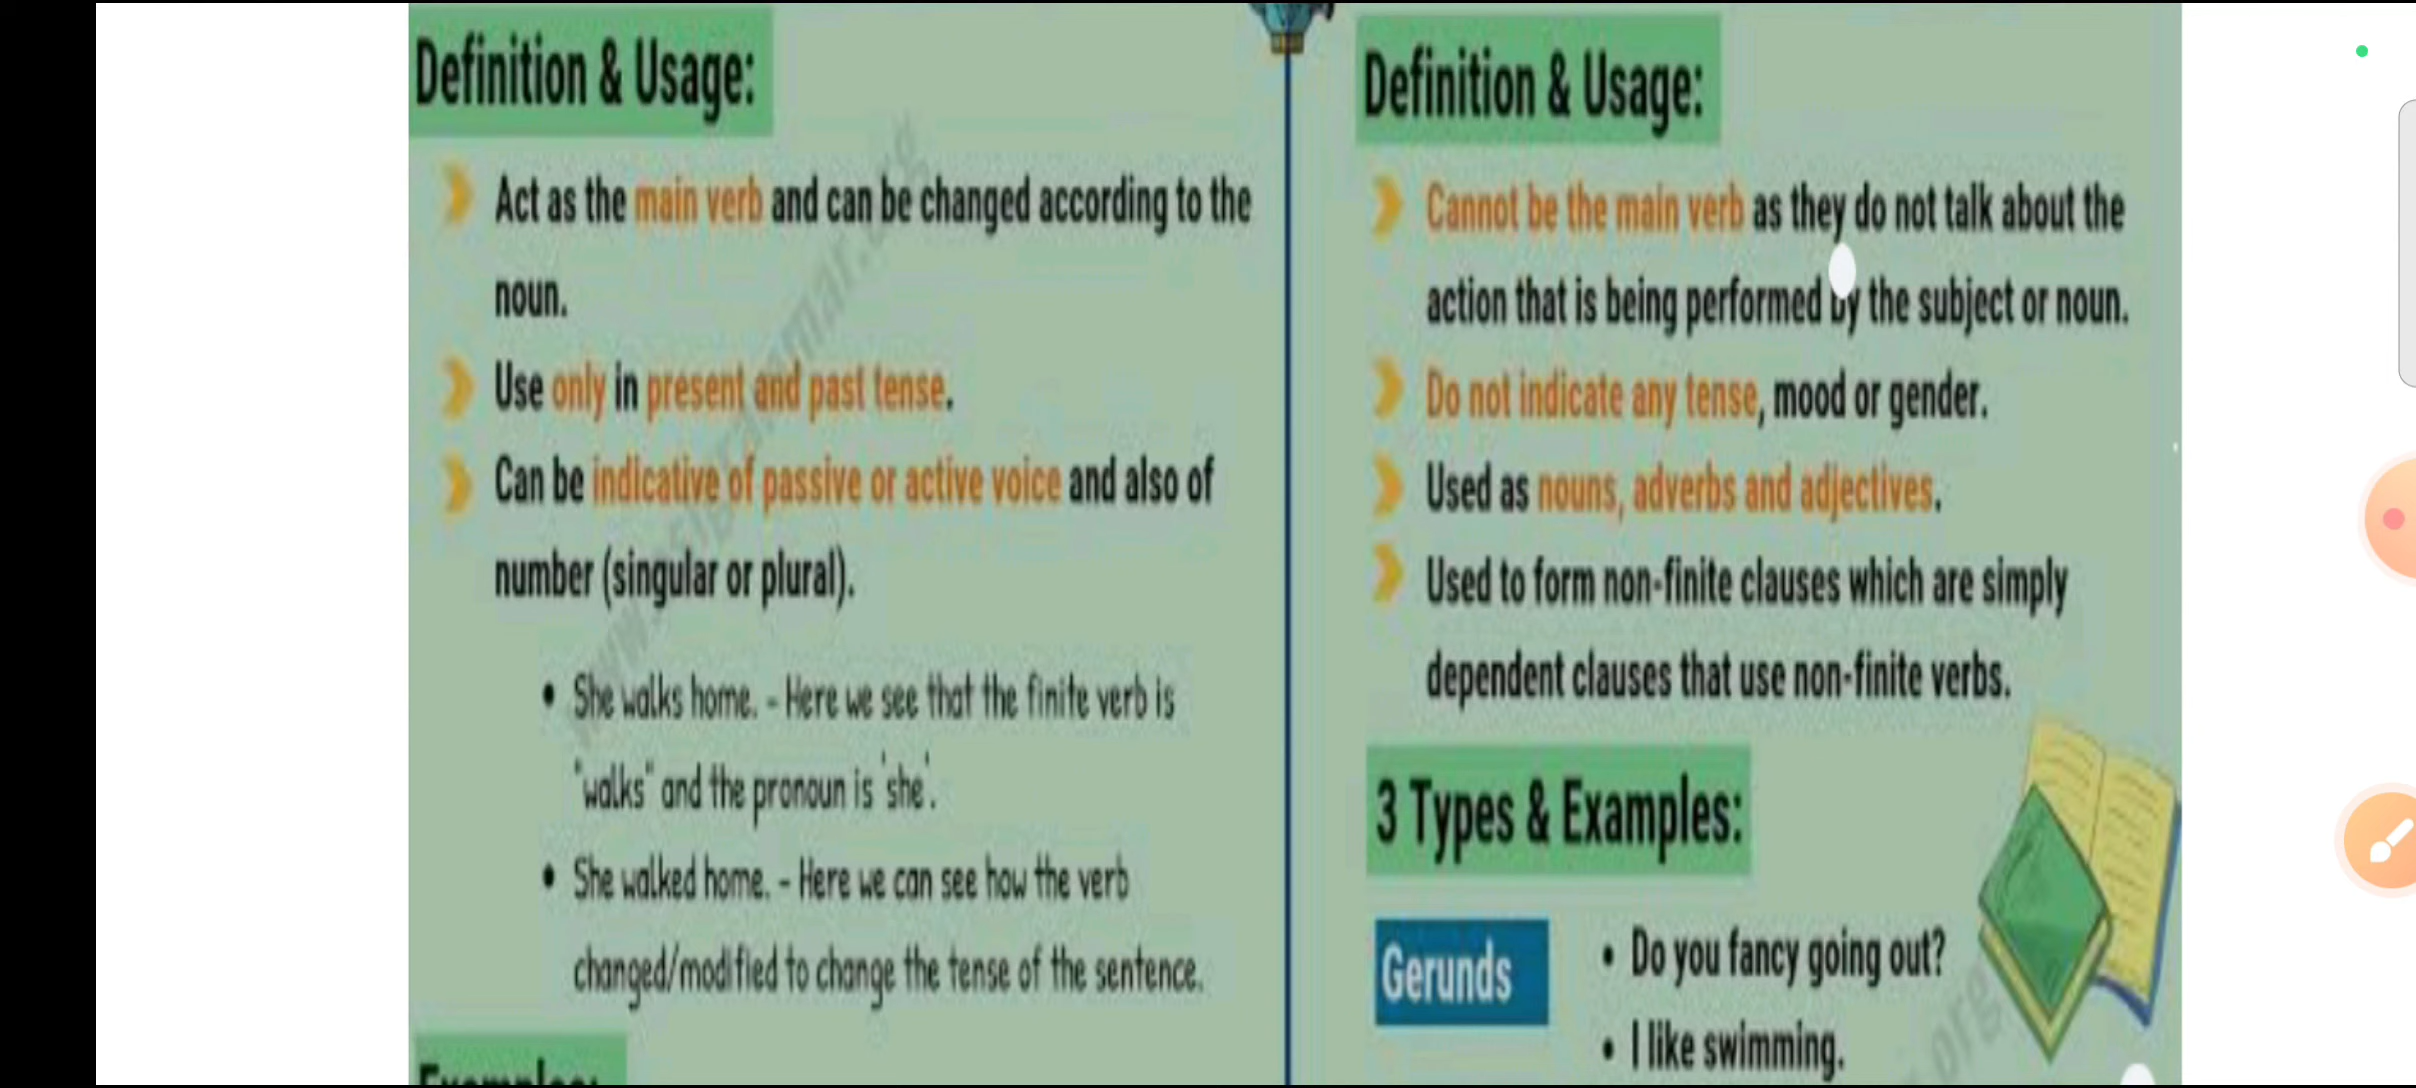 Definition & Usage:
Act as the main verb and can be changed according to the
noun.
Use only in present and past tense.
Can be indicative of passive or active voice and also of
number (singular or plural).
• She walks home. - Here we see that the finite verb is
"walks" and the pronoun is 'she'.
• She walked home. - Here we can see how the verb
changed/modified to change the tense of the sentence.
Examples:
Definition & Usage:
Cannot be the main verb as they do not talk about the
action that is being performed by the subject or noun.
Do not indicate any tense, mood or gender.
Used as nouns, adverbs and adjectives.
Used to form non-finite clauses which are simply
dependent clauses that use non-finite verbs.
3 Types & Examples:
Gerunds
• Do you fancy going out?
• I like swimming.